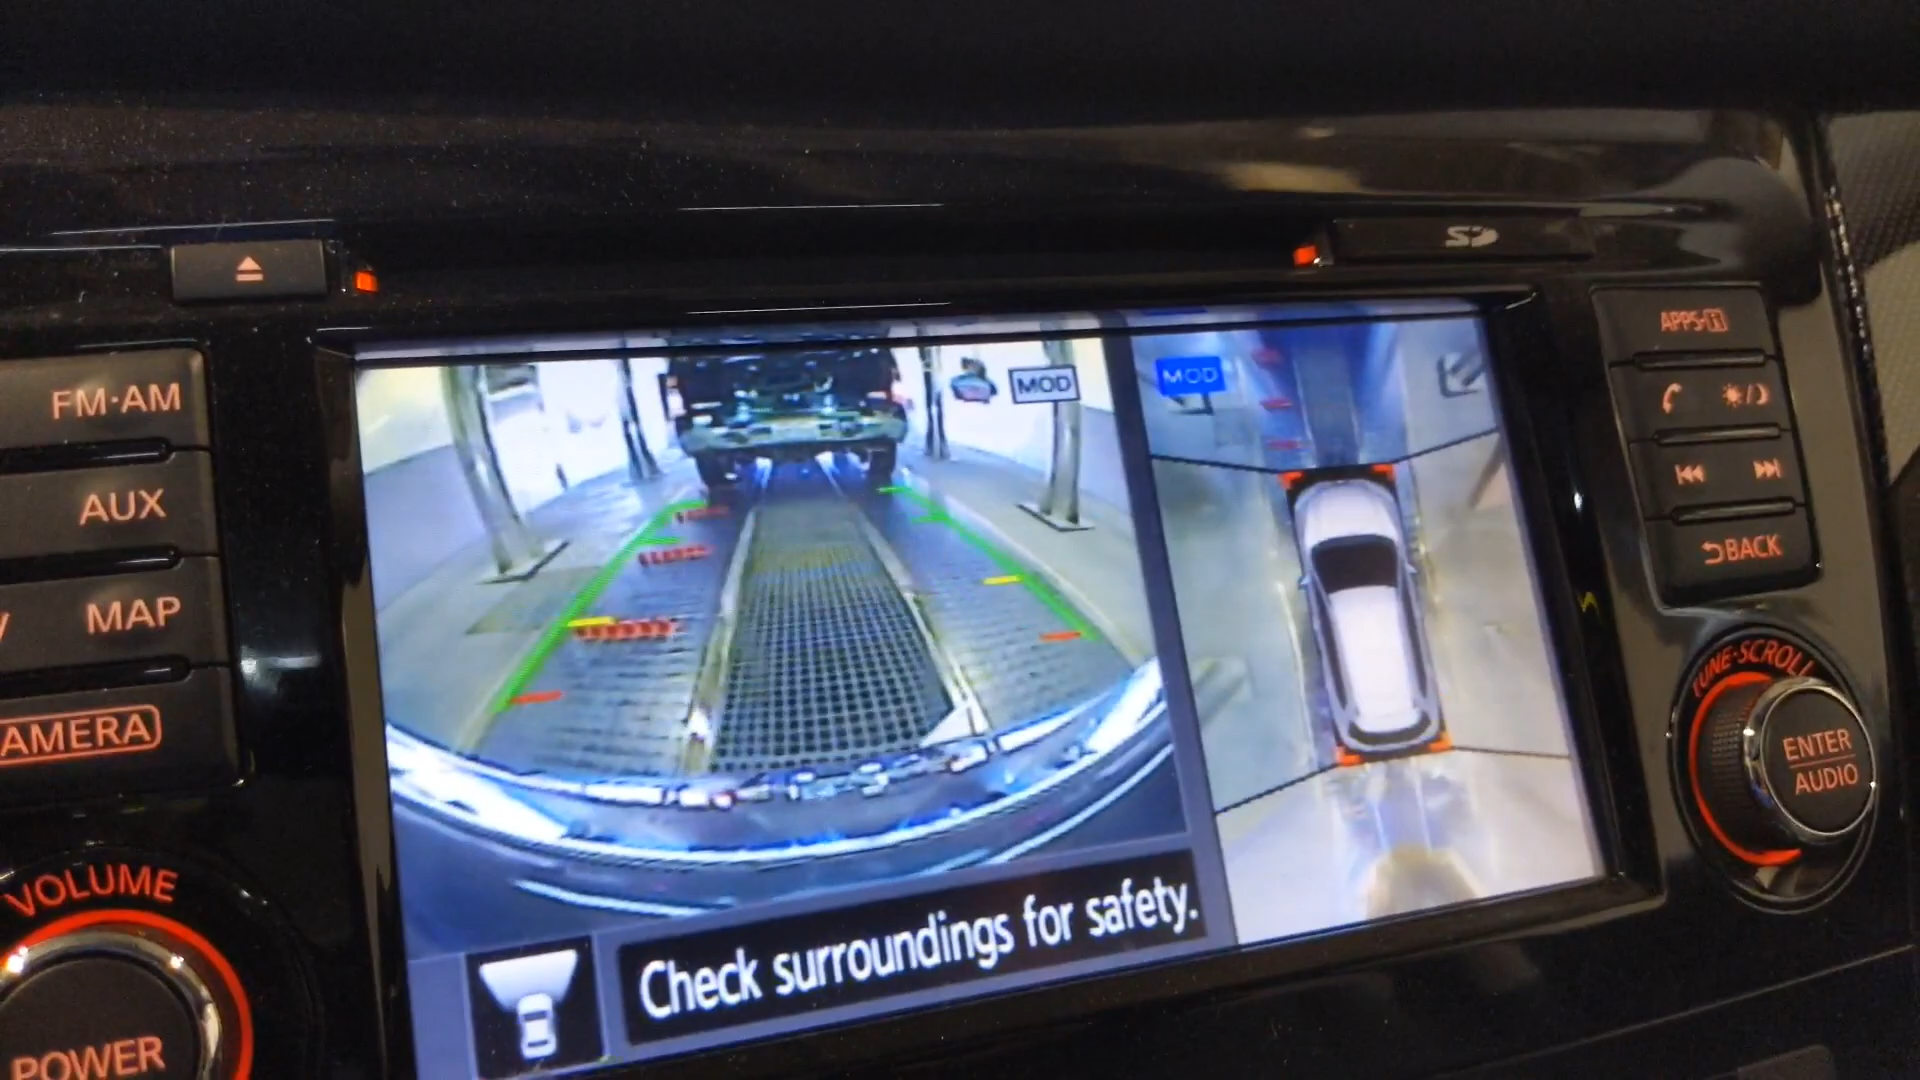 FM·AM
AUX
MAP
AMERA
VOLUME
POWER
MOD
MOD
Check surroundings for safety.
SD
APPS·i
BACK
TUNE·SCROLL
ENTER
AUDIO